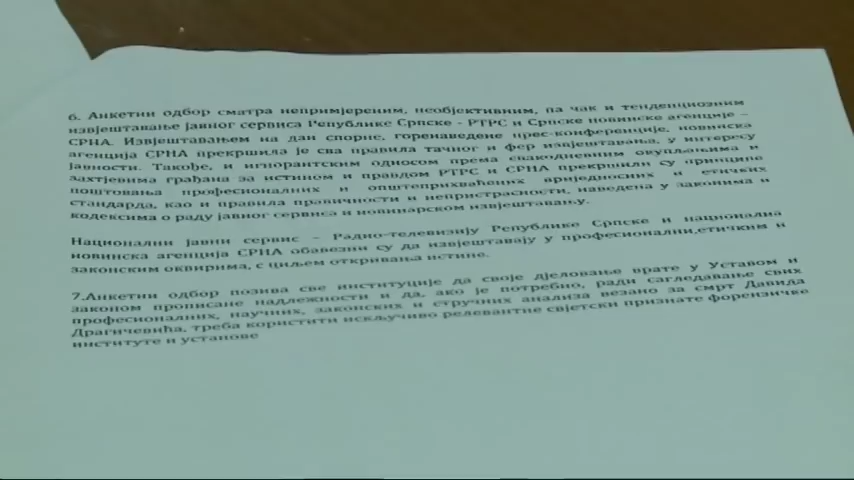 6. Анкетни одбор сматра непримјереним, необјективним, па чак и тенденциозним
извјештавање јавног сервиса Републике Српске - РТРС и Српске новинске агенције –
СРНА. Извјештавањем на дан спорне, горенаведене прес-конференције, новинска
агенција СРНА прекршила је сва правила тачног и фер извјештавања, у интересу
јавности. Такође, и игнорантским односом према свакодневним окупљањима и
захтјевима грађана за истином и правдом РТРС и СРНА прекршили су принципе
поштовања професионалних и општеприхваћених вриједносних и етичких
стандарда, као и правила правичности и непристрасности, наведена у законима и
кодексима о раду јавног сервиса и новинарском извјештавању.
Национални јавни сервис – Радио-телевизију Републике Српске и национална
новинска агенција СРНА обавезни су да извјештавају у професионални,етичким и
законским оквирима, с циљем откривања истине.
7.Анкетни одбор позива све институције да своје дјеловање врате у Уставом и
законом прописане надлежности и да, ако је потребно, ради сагледавање свих
професионалних, научних, законских и стручних анализа везано за смрт Давида
Драгичевића, треба користити искључиво релевантне свјетски признате форензичке
институте и установе